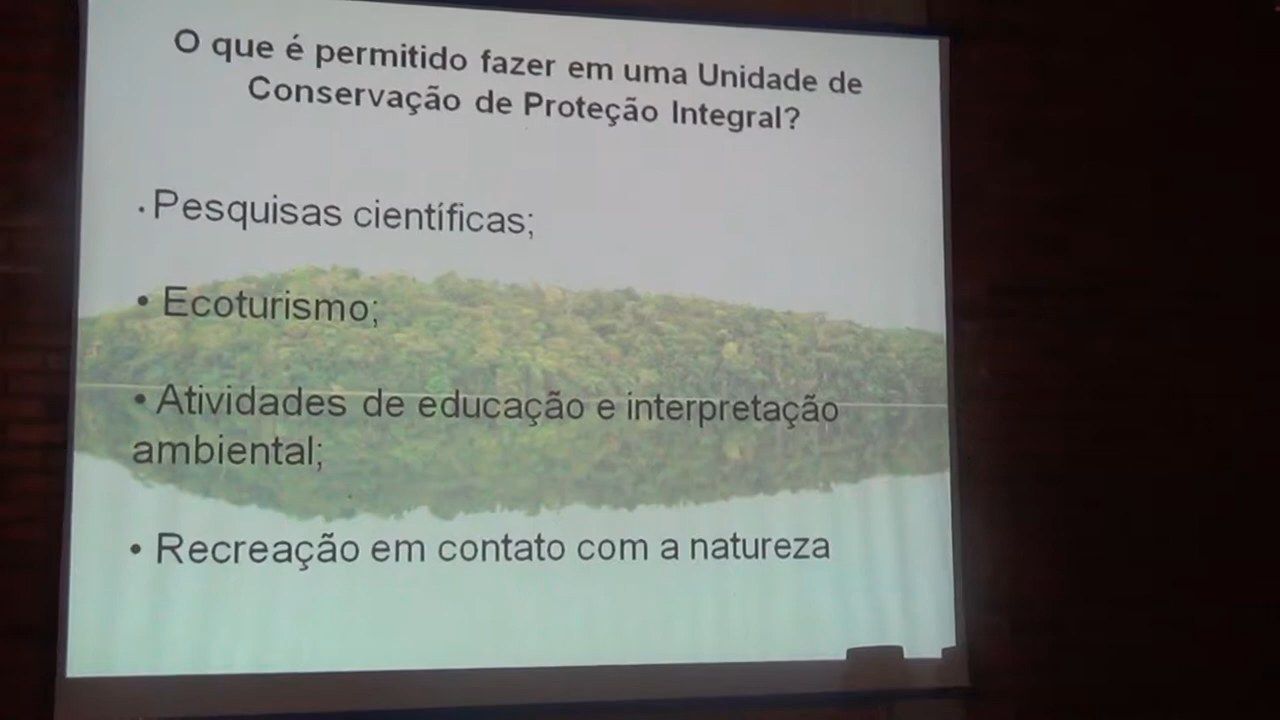 O que é permitido fazer em uma Unidade de
Conservação de Proteção Integral?
· Pesquisas científicas;
• Ecoturismo;
• Atividades de educação e interpretação
ambiental;
• Recreação em contato com a natureza